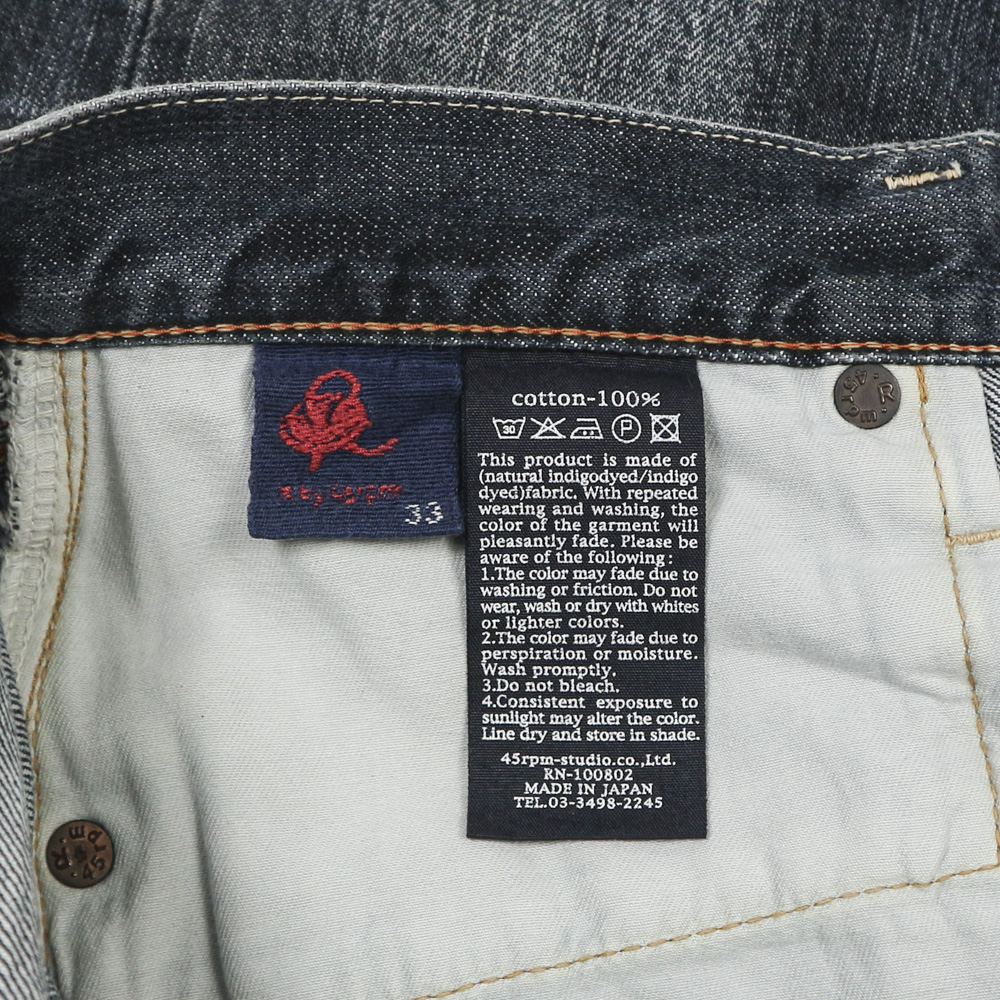 R by 45rpm
33
cotton-100%
30
P
This product is made of
(natural indigodyed/indigo
dyed)fabric. With repeated
wearing and washing, the
color of the garment will
pleasantly fade. Please be
aware of the following:
1.The color may fade due to
washing or friction. Do not
wear, wash or dry with whites
or lighter colors.
2.The color may fade due to
perspiration or moisture.
Wash promptly.
3.Do not bleach.
4.Consistent exposure to
sunlight may alter the color.
Line dry and store in shade.
45rpm-studio.co.,Ltd.
RN-100802
MADE IN JAPAN
TEL.03-3498-2245
R・45rpm
R・45rpm